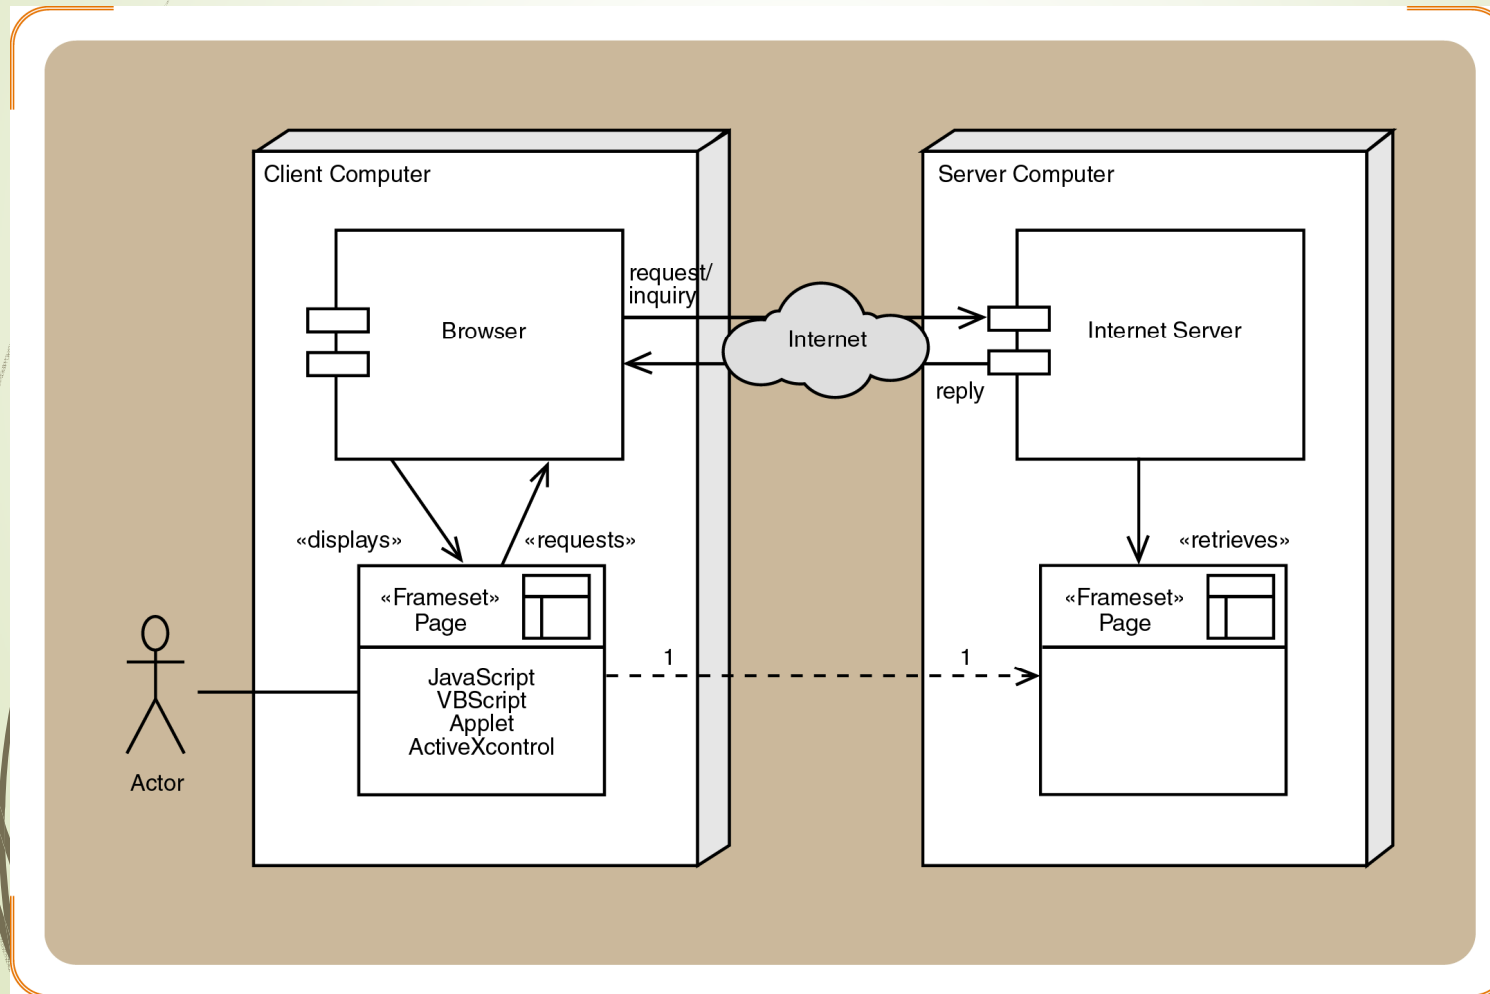 Client Computer
Server Computer
request/
inquiry
Browser
Internet
Internet Server
reply
«displays»
«requests»
«retrieves»
«Frameset»
Page
«Frameset»
Page
1
1
JavaScript
VBScript
Applet
ActiveXcontrol
Actor